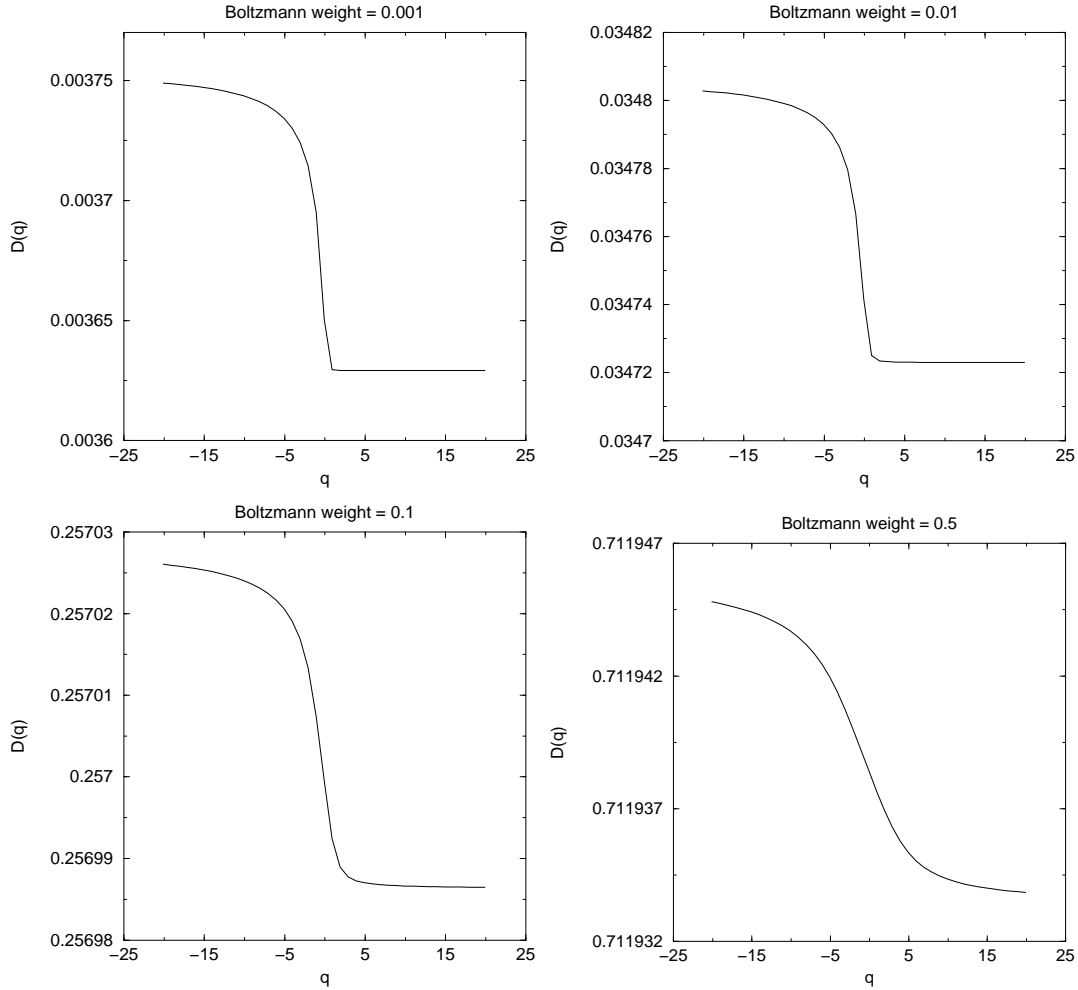 Boltzmann weight = 0.001
0.00375
0.0037
0.00365
0.0036
D(q)
−25 −15 −5 5 15 25
q
Boltzmann weight = 0.01
0.03482
0.0348
0.03478
0.03476
0.03474
0.03472
0.0347
D(q)
−25 −15 −5 5 15 25
q
Boltzmann weight = 0.1
0.25703
0.25702
0.25701
0.257
0.25699
0.25698
D(q)
−25 −15 −5 5 15 25
q
Boltzmann weight = 0.5
0.711947
0.711942
0.711937
0.711932
D(q)
−25 −15 −5 5 15 25
q